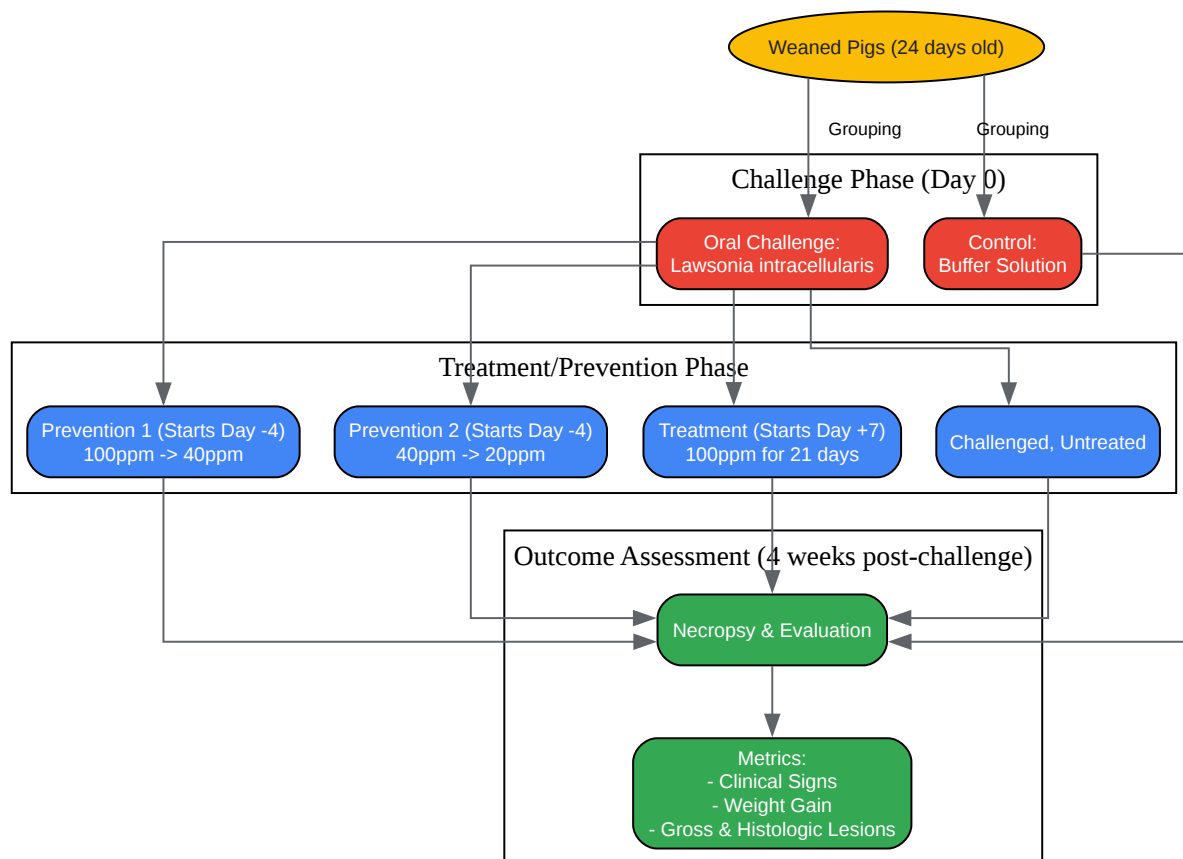 Weaned Pigs (24 days old)
Grouping
Grouping
Challenge Phase (Day 0)
Oral Challenge:
Lawsonia intracellularis
Control:
Buffer Solution
Treatment/Prevention Phase
Prevention 1 (Starts Day -4)
100ppm -> 40ppm
Prevention 2 (Starts Day -4)
40ppm -> 20ppm
Treatment (Starts Day +7)
100ppm for 21 days
Challenged, Untreated
Outcome Assessment (4 weeks post-challenge)
Necropsy & Evaluation
Metrics:
- Clinical Signs
- Weight Gain
- Gross & Histologic Lesions